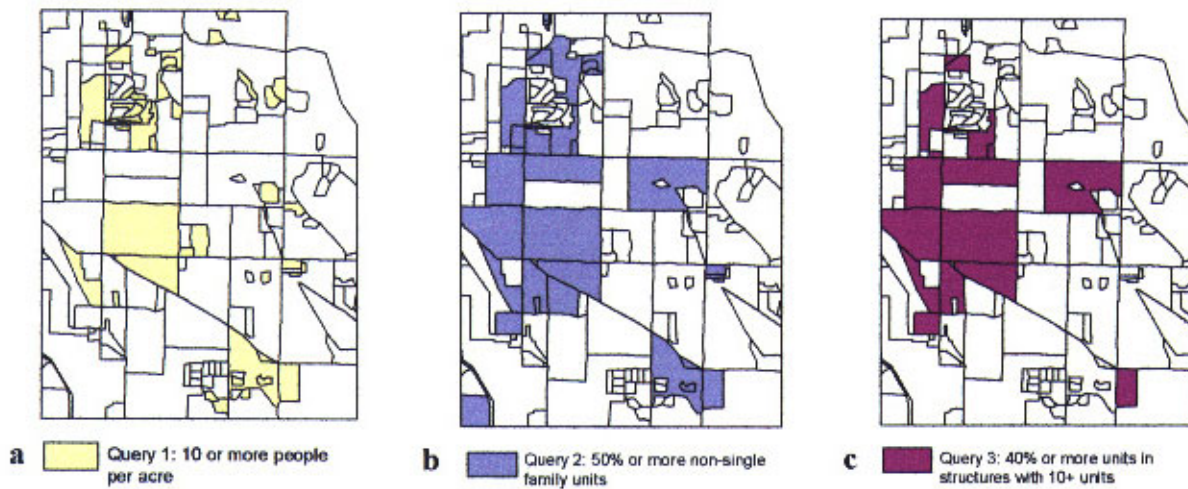 a
Query 1: 10 or more people
per acre
b
Query 2: 50% or more non-single
family units
c
Query 3: 40% or more units in
structures with 10+ units